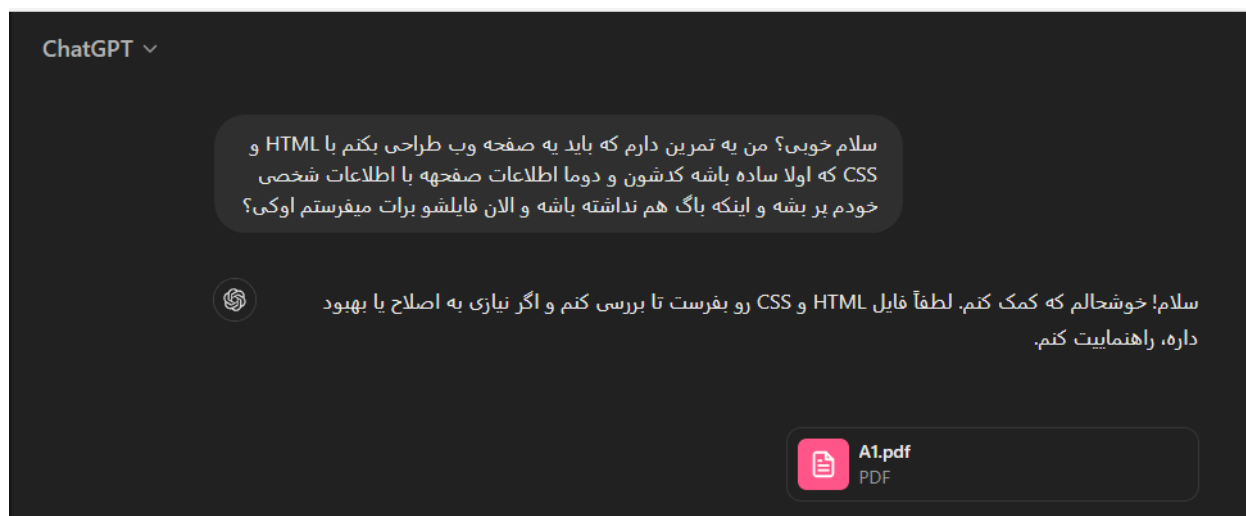 ChatGPT
سلام خوبی؟ من یه تمرین دارم که باید یه صفحه وب طراحی بکنم با HTML و
CSS که اولا ساده باشه کدشون و دوما اطلاعات صفحهه با اطلاعات شخصی
خودم پر بشه و اینکه باگ هم نداشته باشه و الان فایلشو برات میفرستم اوکی؟
سلام! خوشحالم که کمک کنم. لطفاً فایل HTML و CSS رو بفرست تا بررسی کنم و اگر نیازی به اصلاح یا بهبود
داره، راهنماییت کنم.
A1.pdf
PDF